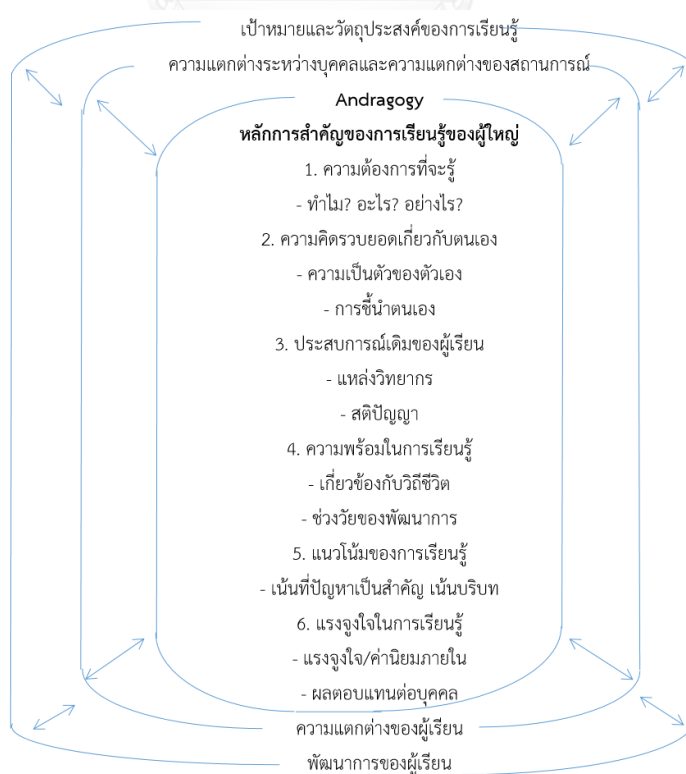 เป้าหมายและวัตถุประสงค์ของการเรียนรู้
ความแตกต่างระหว่างบุคคลและความแตกต่างของสถานการณ์
Andragogy
หลักการสำคัญของการเรียนรู้ของผู้ใหญ่
1. ความต้องการที่จะรู้
- ทำไม? อะไร? อย่างไร?
2. ความคิดรวบยอดเกี่ยวกับตนเอง
- ความเป็นตัวของตัวเอง
- การชี้นำตนเอง
3. ประสบการณ์เดิมของผู้เรียน
- แหล่งวิทยากร
- สติปัญญา
4. ความพร้อมในการเรียนรู้
- เกี่ยวข้องกับวิถีชีวิต
- ช่วงวัยของพัฒนาการ
5. แนวโน้มของการเรียนรู้
- เน้นที่ปัญหาเป็นสำคัญ เน้นบริบท
6. แรงจูงใจในการเรียนรู้
- แรงจูงใจ/ค่านิยมภายใน
- ผลตอบแทนต่อบุคคล
ความแตกต่างของผู้เรียน
พัฒนาการของผู้เรียน